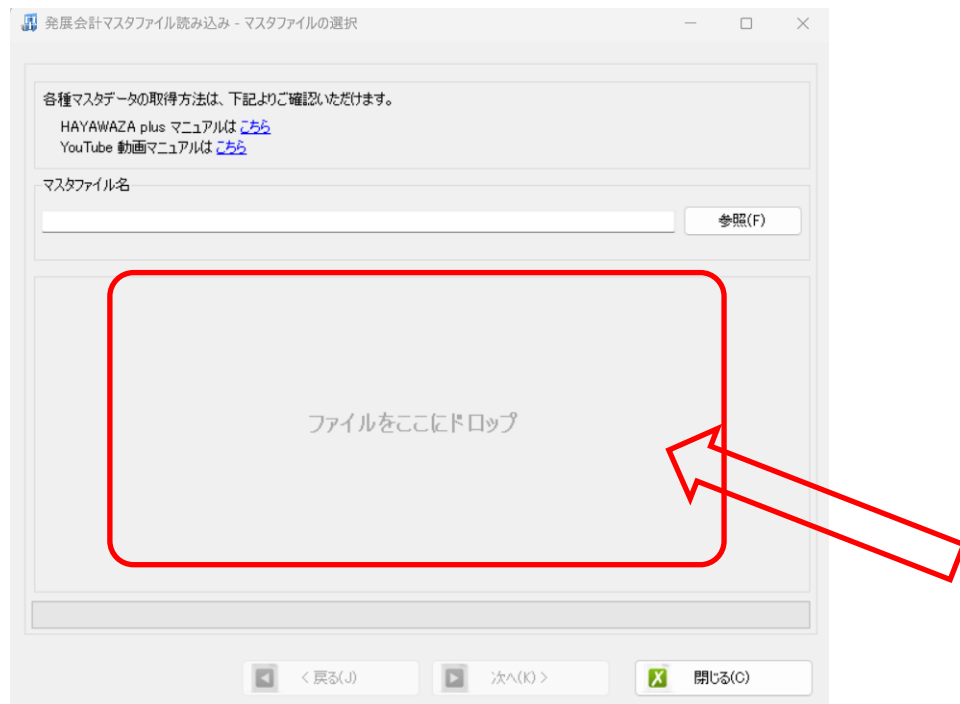 発展会計マスタファイル読み込み - マスタファイルの選択
各種マスタデータの取得方法は、下記よりご確認いただけます。
HAYAWAZA plus マニュアルは こちら
YouTube 動画マニュアルは こちら
マスタファイル名
参照(F)
ファイルをここにドロップ
< 戻る(J)
次へ(K) >
閉じる(C)